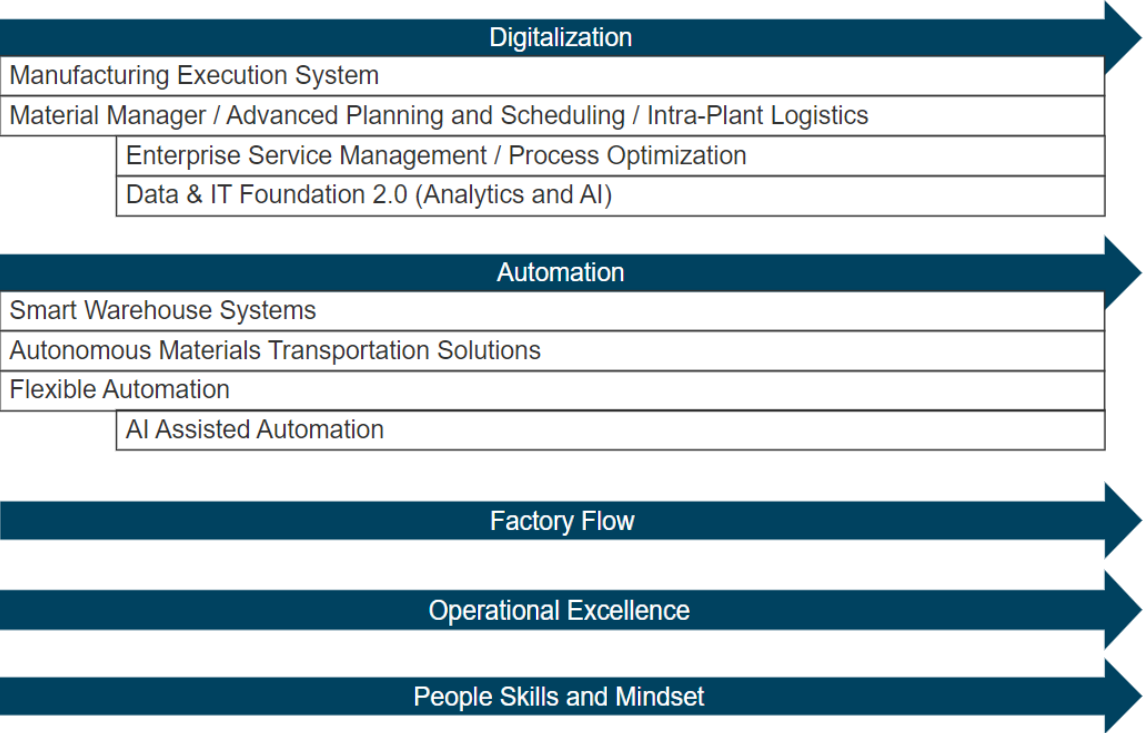 Digitalization
Manufacturing Execution System
Material Manager / Advanced Planning and Scheduling / Intra-Plant Logistics
Enterprise Service Management / Process Optimization
Data & IT Foundation 2.0 (Analytics and AI)
Automation
Smart Warehouse Systems
Autonomous Materials Transportation Solutions
Flexible Automation
AI Assisted Automation
Factory Flow
Operational Excellence
People Skills and Mindset